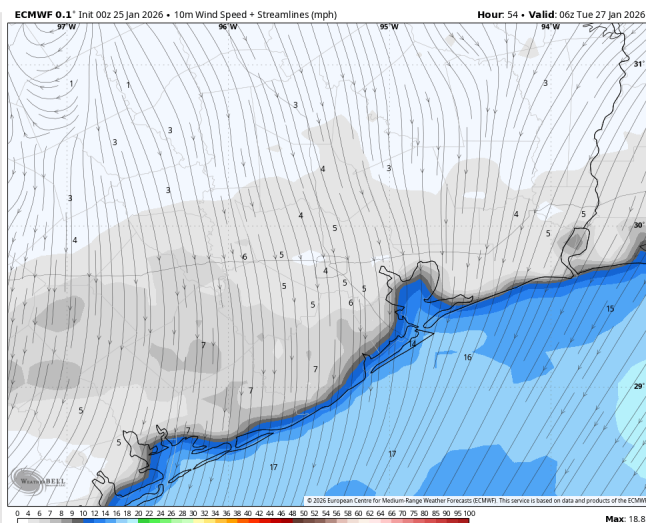 ECMWF 0.1° Init 00z 25 Jan 2026 • 10m Wind Speed + Streamlines (mph)
Hour: 54 • Valid: 06z Tue 27 Jan 2026
97°W 96°W 95°W 94°W
31°
1 1 3
3
3 3
4 3
3
4 4 5
5 5
30°
4
6 5
4
5 5 5
5 6
15
7 14
16
7
7
29°
5
7
5
17 17
WEATHERBELL
© 2026 European Centre for Medium-Range Weather Forecasts (ECMWF). This service is based on data and products of the ECMWF
0 4 6 7 8 9 10 12 14 16 18 20 22 24 26 28 30 32 34 36 38 40 42 44 46 48 50 52 54 56 58 60 62 64 66 70 75 80 85 90 95 100
Max: 18.8